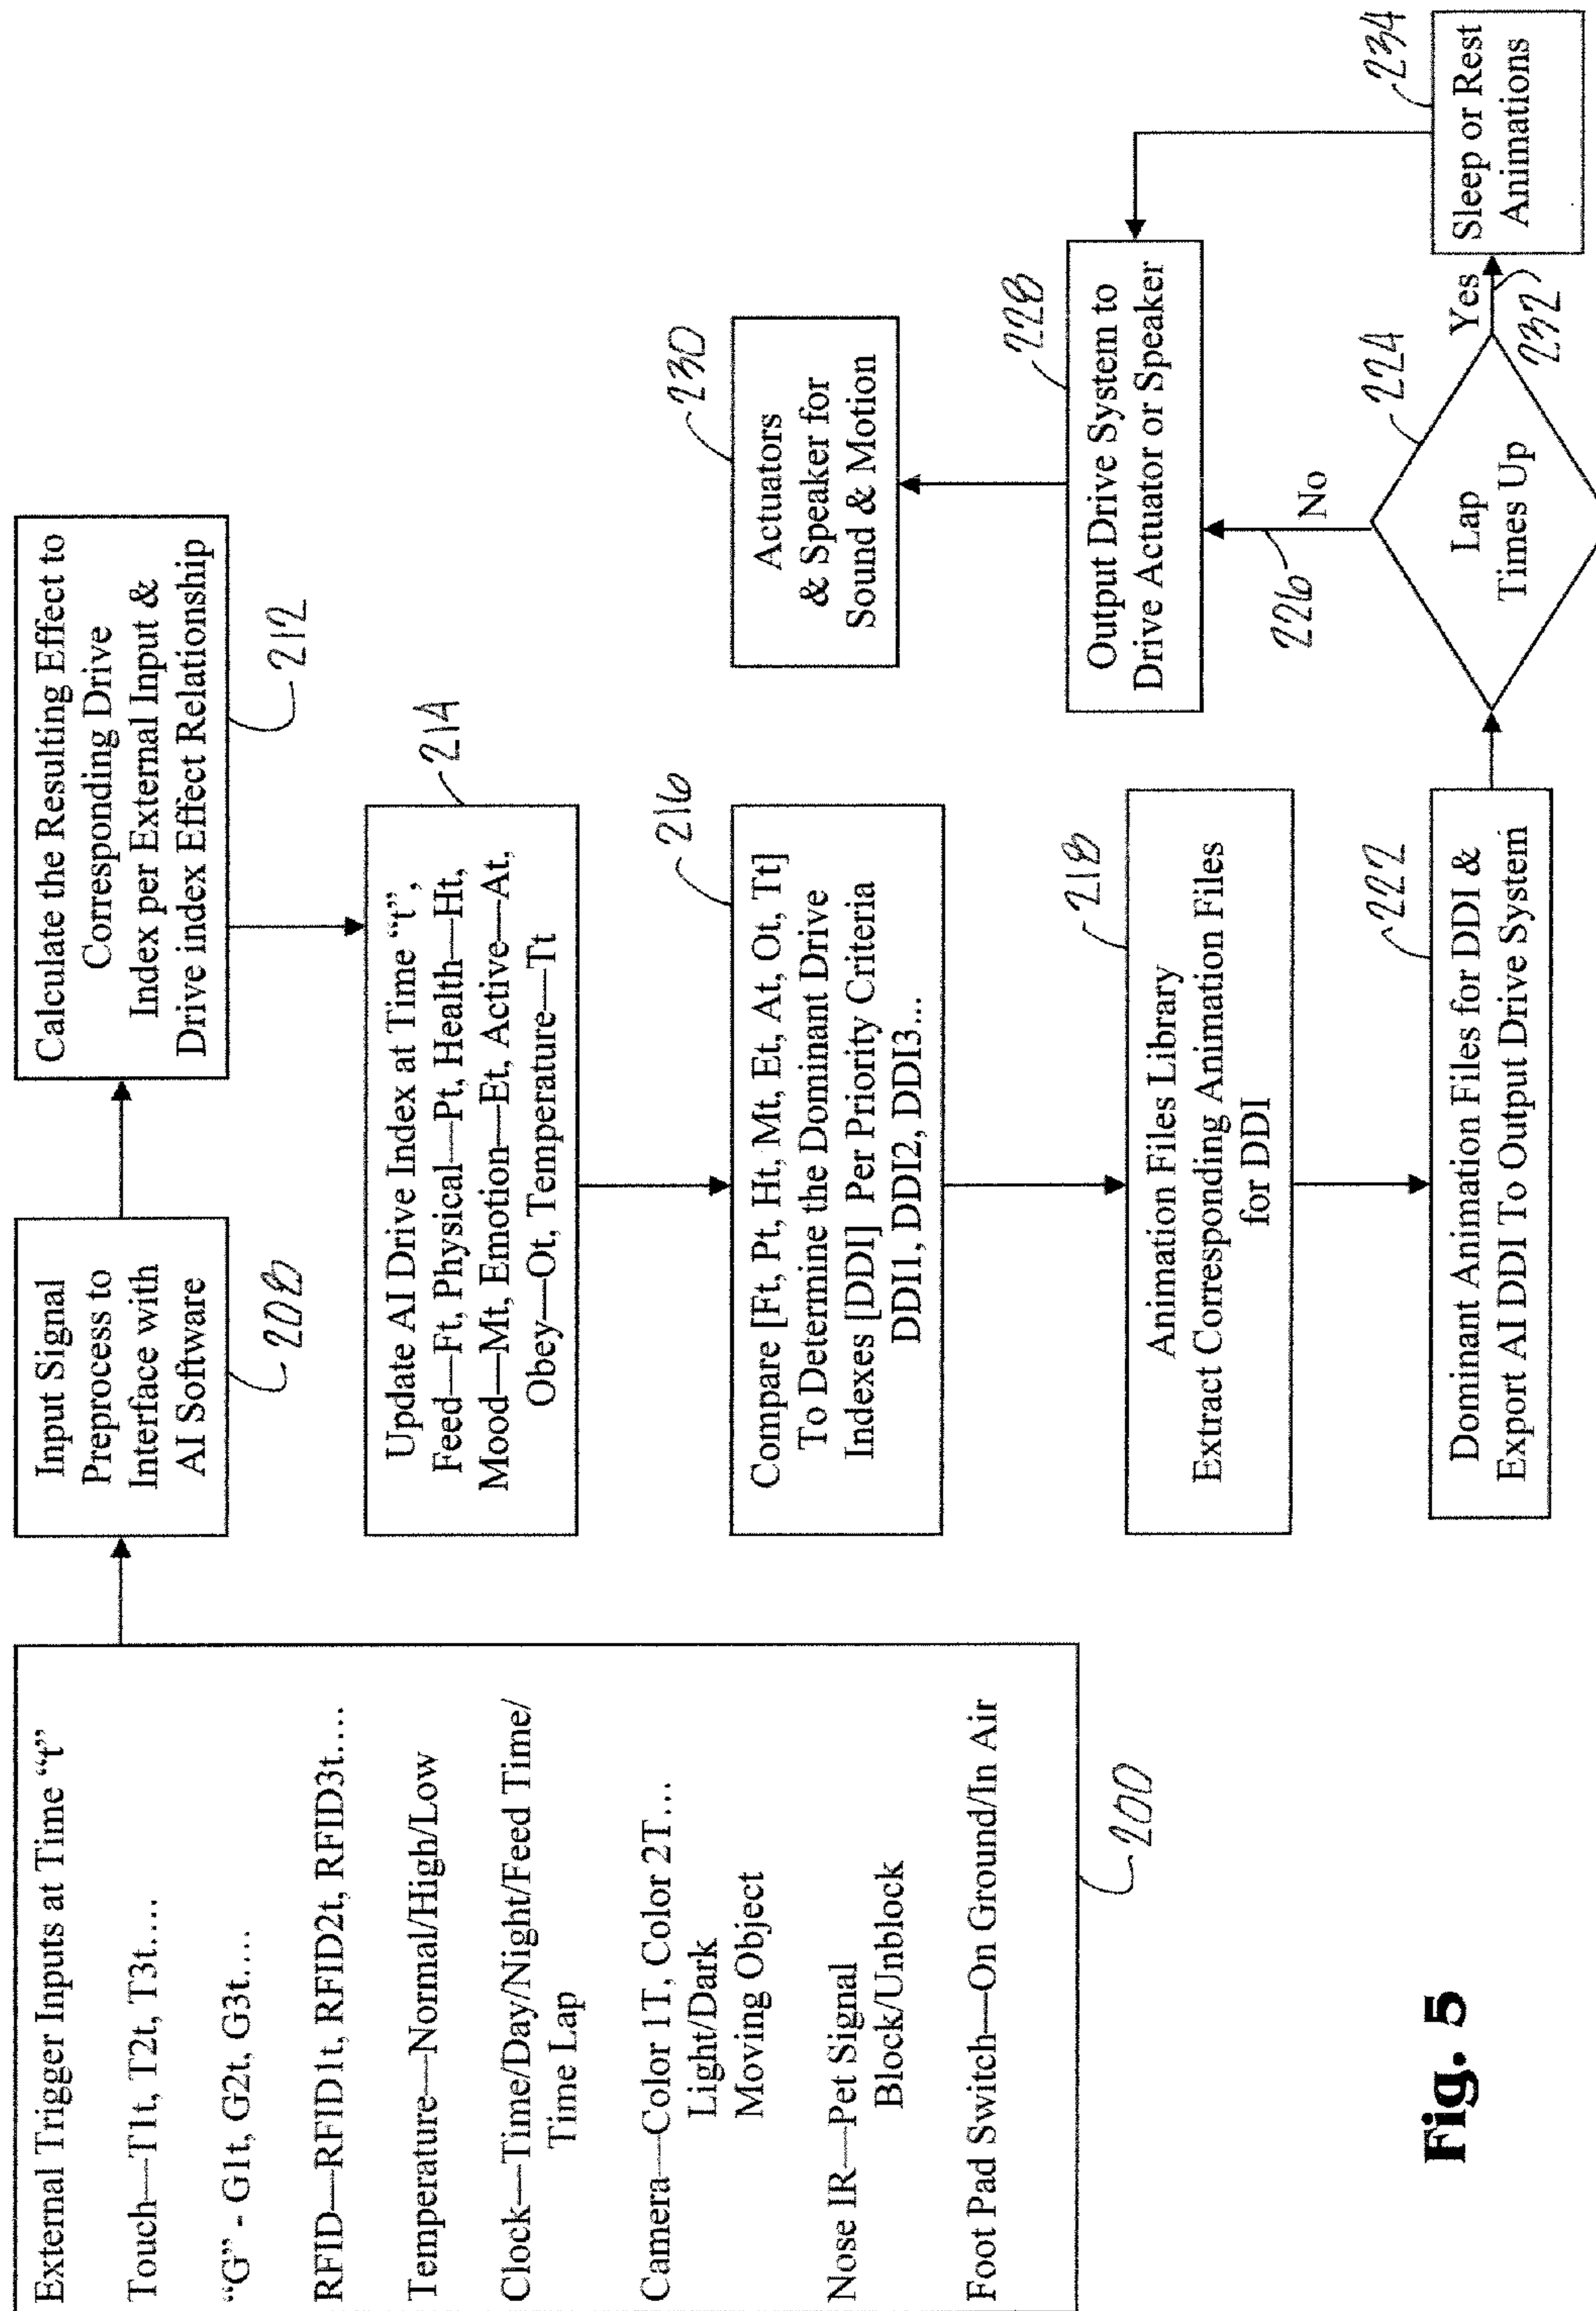 External Trigger Inputs at Time “t”
Touch—T1t, T2t, T3t....
“G” - G1t, G2t, G3t....
RFID—RFID1t, RFID2t, RFID3t....
Temperature—Normal/High/Low
Clock—Time/Day/Night/Feed Time/
Time Lap
Camera—Color 1T, Color 2T...
Light/Dark
Moving Object
Nose IR—Pet Signal
Block/Unblock
Foot Pad Switch—On Ground/In Air
200
Input Signal
Preprocess to
Interface with
AI Software
208
Calculate the Resulting Effect to
Corresponding Drive
Index per External Input &
Drive index Effect Relationship
212
Update AI Drive Index at Time “t”,
Feed—Ft, Physical—Pt, Health—Ht,
Mood—Mt, Emotion—Et, Active—At,
Obey—Ot, Temperature—Tt
214
Compare [Ft, Pt, Ht, Mt, Et, At, Ot, Tt]
To Determine the Dominant Drive
Indexes [DDI] Per Priority Criteria
DDI1, DDI2, DDI3...
216
Animation Files Library
Extract Corresponding Animation Files
for DDI
218
Dominant Animation Files for DDI &
Export AI DDI To Output Drive System
222
Lap
Times Up
224
No
226
Yes
232
Output Drive System to
Drive Actuator or Speaker
228
Actuators
& Speaker for
Sound & Motion
230
Sleep or Rest
Animations
234
Fig. 5